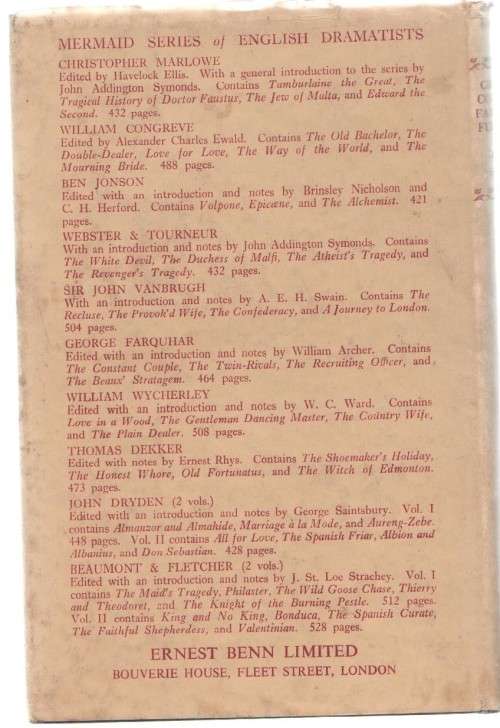 MERMAID SERIES of ENGLISH DRAMATISTS
CHRISTOPHER MARLOWE
Edited by Havelock Ellis. With a general introduction to the series by
John Addington Symonds. Contains Tamburlaine the Great, The
Tragical History of Doctor Faustus, The Jew of Malta, and Edward the
Second. 432 pages.
WILLIAM CONGREVE
Edited by Alexander Charles Ewald. Contains The Old Bachelor, The
Double-Dealer, Love for Love, The Way of the World, and The
Mourning Bride. 488 pages.
BEN JONSON
Edited with an introduction and notes by Brinsley Nicholson and
C. H. Herford. Contains Volpone, Epicæne, and The Alchemist. 421
pages.
WEBSTER & TOURNEUR
With an introduction and notes by John Addington Symonds. Contains
The White Devil, The Duchess of Malfi, The Atheist's Tragedy, and
The Revenger's Tragedy. 432 pages.
SIR JOHN VANBRUGH
With an introduction and notes by A. E. H. Swain. Contains The
Recluse, The Provok'd Wife, The Confederacy, and A Journey to London.
504 pages.
GEORGE FARQUHAR
Edited with an introduction and notes by William Archer. Contains
The Constant Couple, The Twin-Rivals, The Recruiting Officer, and
The Beaux' Stratagem. 464 pages.
WILLIAM WYCHERLEY
Edited with an introduction and notes by W. C. Ward. Contains
Love in a Wood, The Gentleman Dancing Master, The Country Wife,
and The Plain Dealer. 508 pages.
THOMAS DEKKER
Edited with notes by Ernest Rhys. Contains The Shoemaker's Holiday,
The Honest Whore, Old Fortunatus, and The Witch of Edmonton.
473 pages.
JOHN DRYDEN (2 vols.)
Edited with an introduction and notes by George Saintsbury. Vol. I
contains Almanzor and Almahide, Marriage à la Mode, and Aureng-Zebe.
448 pages. Vol. II contains All for Love, The Spanish Friar, Albion and
Albanius, and Don Sebastian. 428 pages.
BEAUMONT & FLETCHER (2 vols.)
Edited with an introduction and notes by J. St. Loe Strachey. Vol. I
contains The Maid's Tragedy, Philaster, The Wild Goose Chase, Thierry
and Theodoret, and The Knight of the Burning Pestle. 512 pages.
Vol. II contains King and No King, Bonduca, The Spanish Curate,
The Faithful Shepherdess, and Valentinian. 528 pages.
ERNEST BENN LIMITED
BOUVERIE HOUSE, FLEET STREET, LONDON